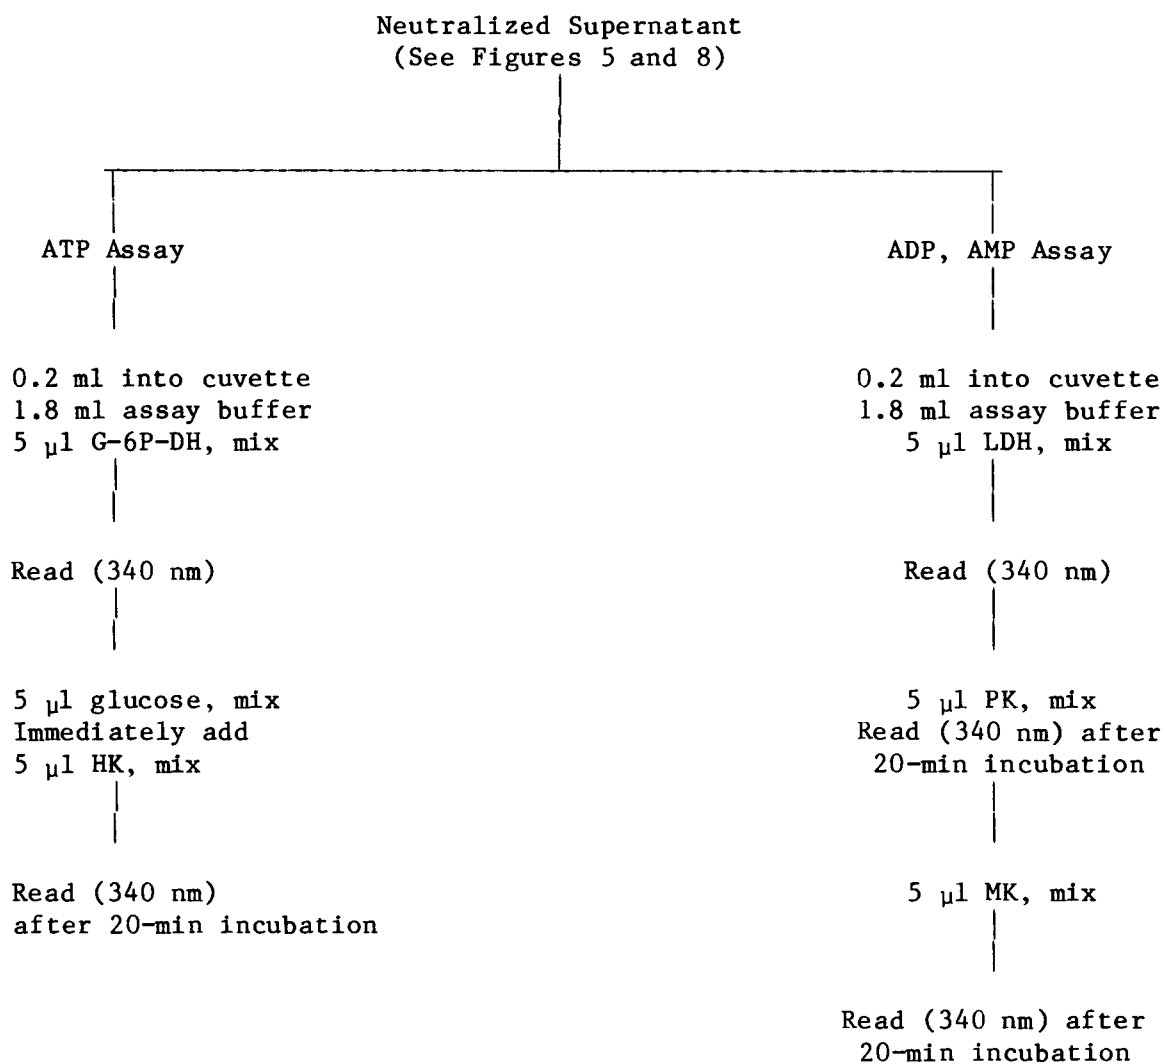 Neutralized Supernatant
(See Figures 5 and 8)
ATP Assay
0.2 ml into cuvette
1.8 ml assay buffer
5 μl G-6P-DH, mix
Read (340 nm)
5 μl glucose, mix
Immediately add
5 μl HK, mix
Read (340 nm)
after 20-min incubation
ADP, AMP Assay
0.2 ml into cuvette
1.8 ml assay buffer
5 μl LDH, mix
Read (340 nm)
5 μl PK, mix
Read (340 nm) after
20-min incubation
5 μl MK, mix
Read (340 nm) after
20-min incubation